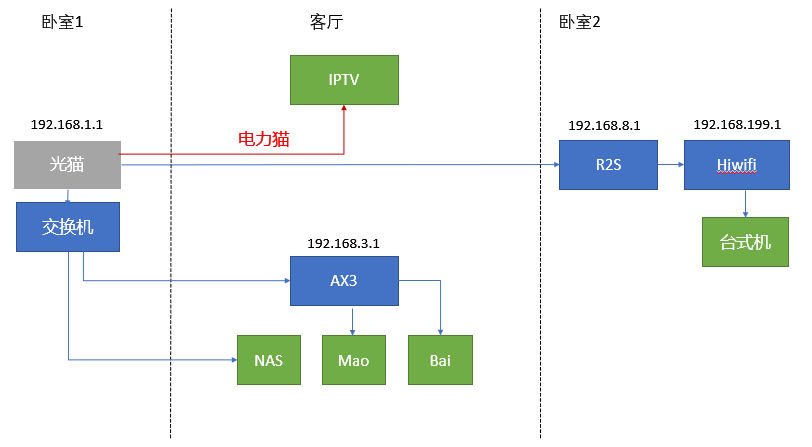 卧室1
客厅
卧室2
IPTV
192.168.1.1
电力猫
192.168.8.1
192.168.199.1
光猫
R2S
Hiwifi
交换机
192.168.3.1
台式机
AX3
NAS
Mao
Bai